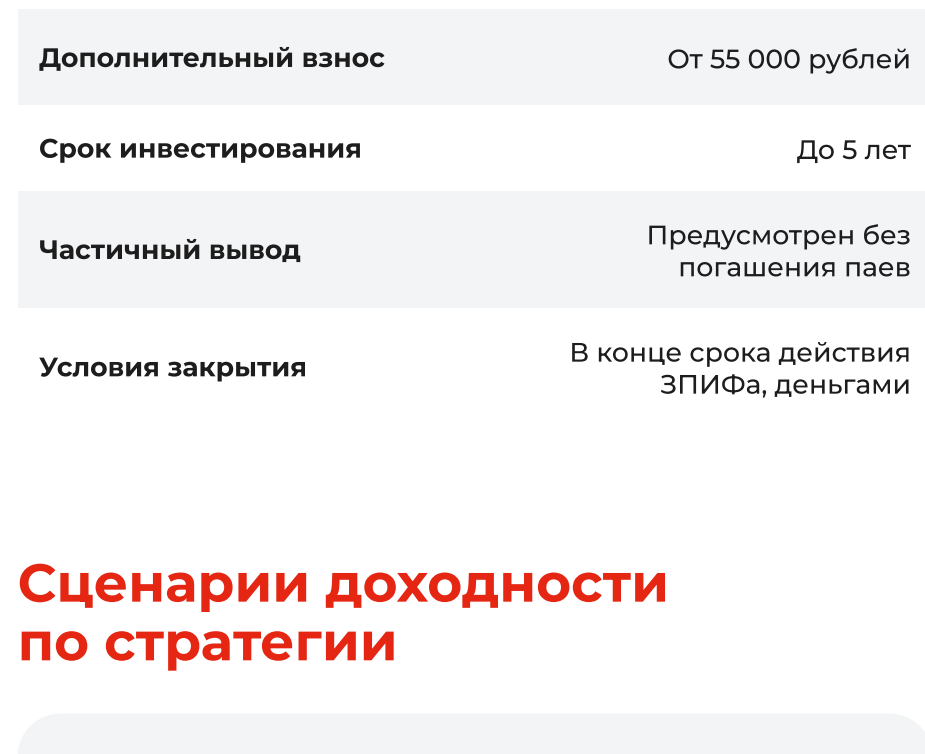 Дополнительный взнос
От 55 000 рублей
Срок инвестирования
До 5 лет
Частичный вывод
Предусмотрен без
погашения паев
Условия закрытия
В конце срока действия
ЗПИФа, деньгами
Сценарии доходности
по стратегии